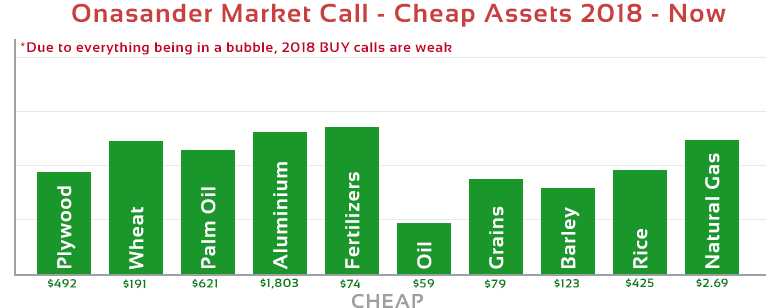 Onasander Market Call - Cheap Assets 2018 - Now
*Due to everything being in a bubble, 2018 BUY calls are weak
Plywood
Wheat
Palm Oil
Aluminium
Fertilizers
Oil
Grains
Barley
Rice
Natural Gas
$492 $191 $621 $1,803 $74 $59 $79 $123 $425 $2.69
CHEAP